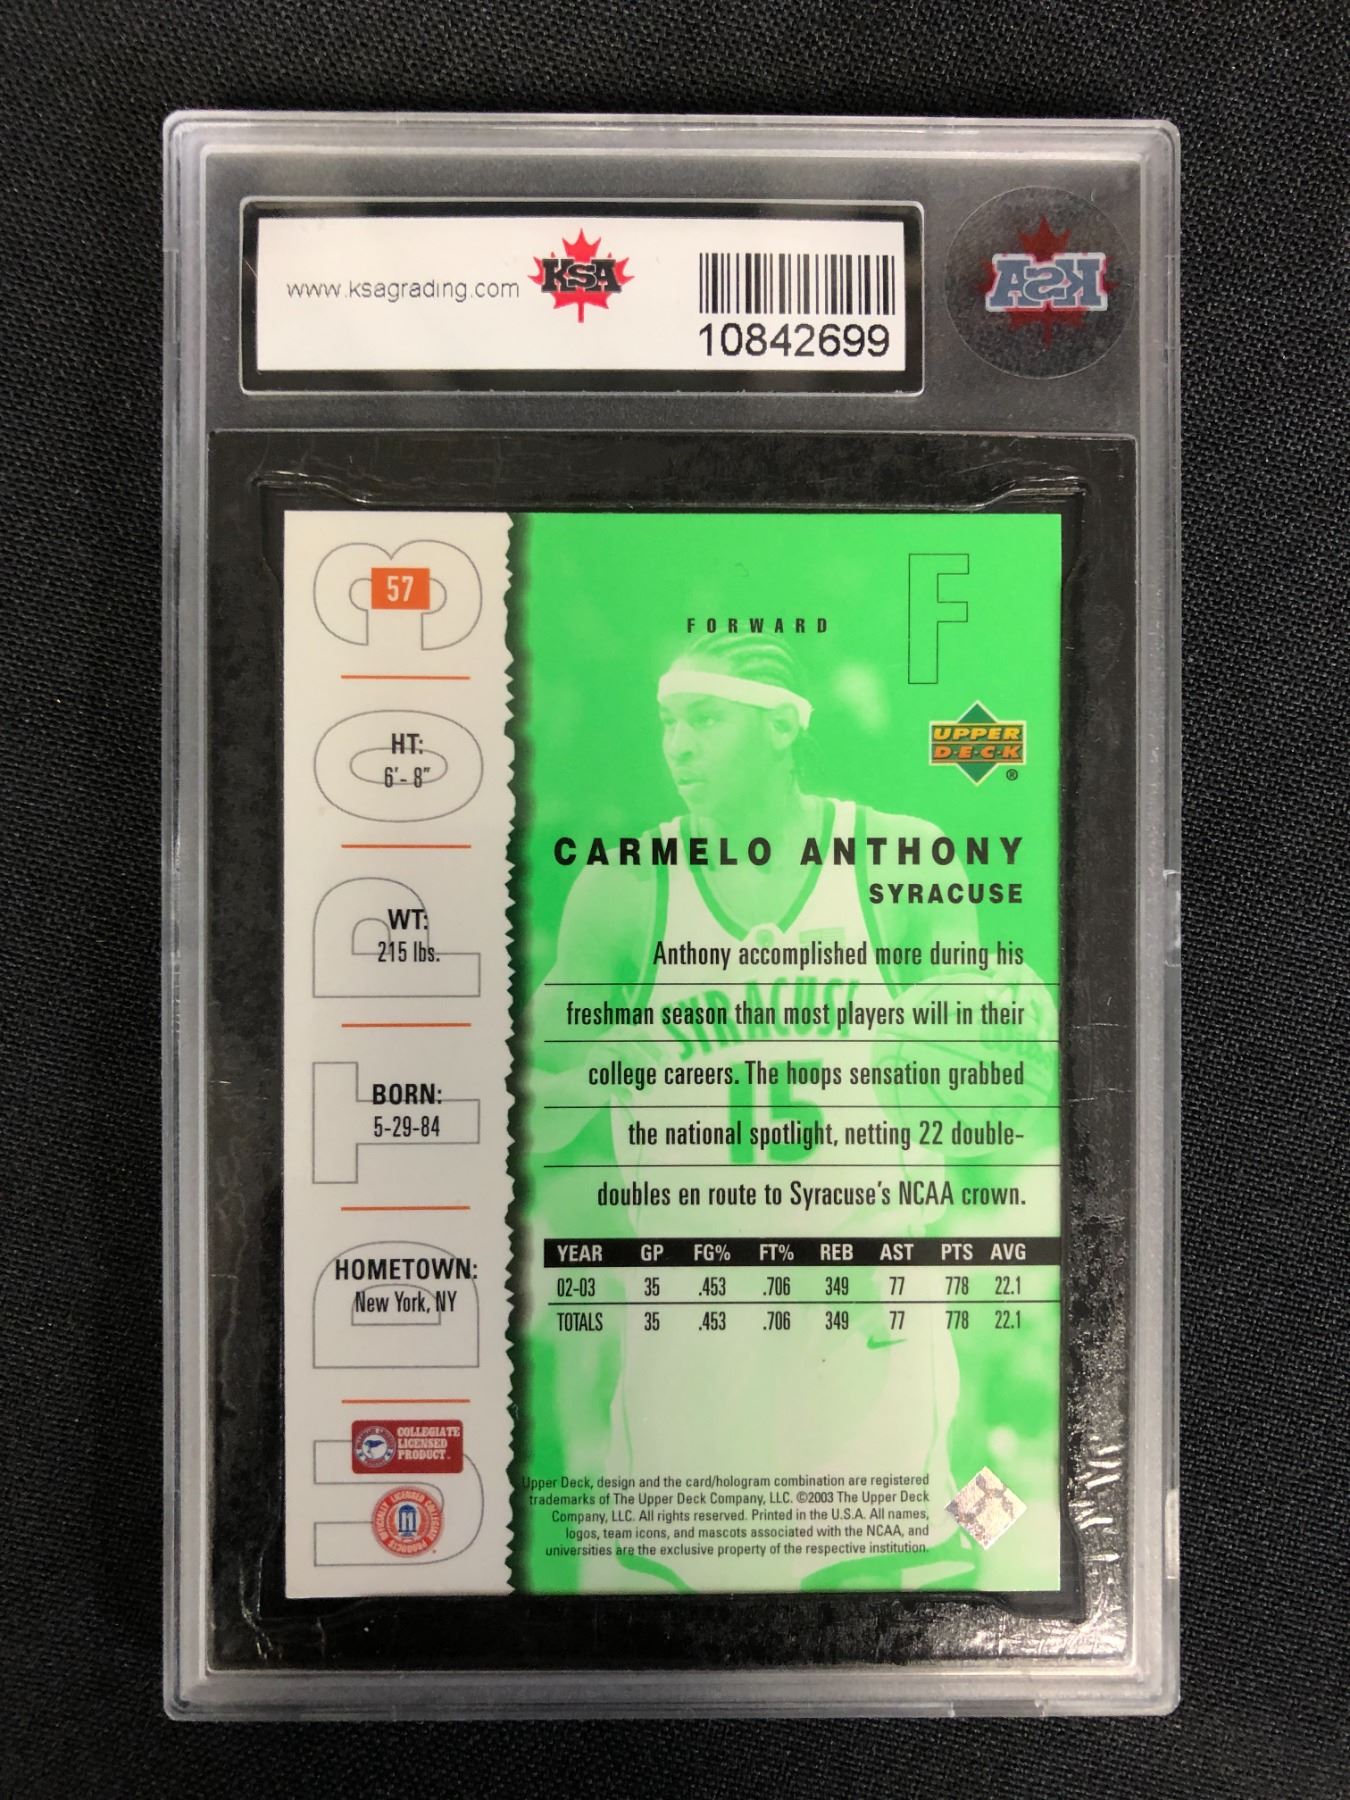 www.ksagrading.com
KSA
10842699
KSA
57
FORWARD
F
UPPER
D·E·C·K
®
HT:
6'- 8"
CARMELO ANTHONY
SYRACUSE
WT:
215 lbs.
Anthony accomplished more during his
freshman season than most players will in their
college careers. The hoops sensation grabbed
the national spotlight, netting 22 double-
doubles en route to Syracuse's NCAA crown.
SYRACUSE
15
BORN:
5-29-84
HOMETOWN:
New York, NY
YEAR GP FG% FT% REB AST PTS AVG
02-03 35 .453 .706 349 77 778 22.1
TOTALS 35 .453 .706 349 77 778 22.1
UDTIP03
COLLEGIATE
LICENSED
PRODUCT.
OFFICIALLY LICENSED COLLEGIATE PRODUCTS
Upper Deck, design and the card/hologram combination are registered
trademarks of The Upper Deck Company, LLC. ©2003 The Upper Deck
Company, LLC. All rights reserved. Printed in the U.S.A. All names,
logos, team icons, and mascots associated with the NCAA, and
universities are the exclusive property of the respective institution.